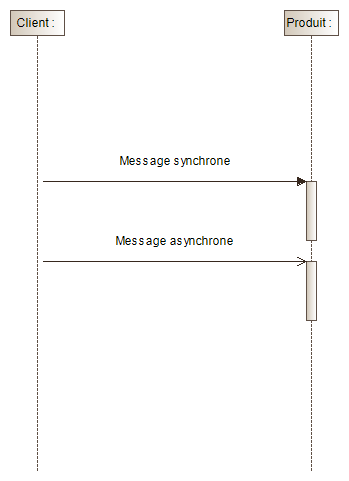 Client :
Produit :
Message synchrone
Message asynchrone